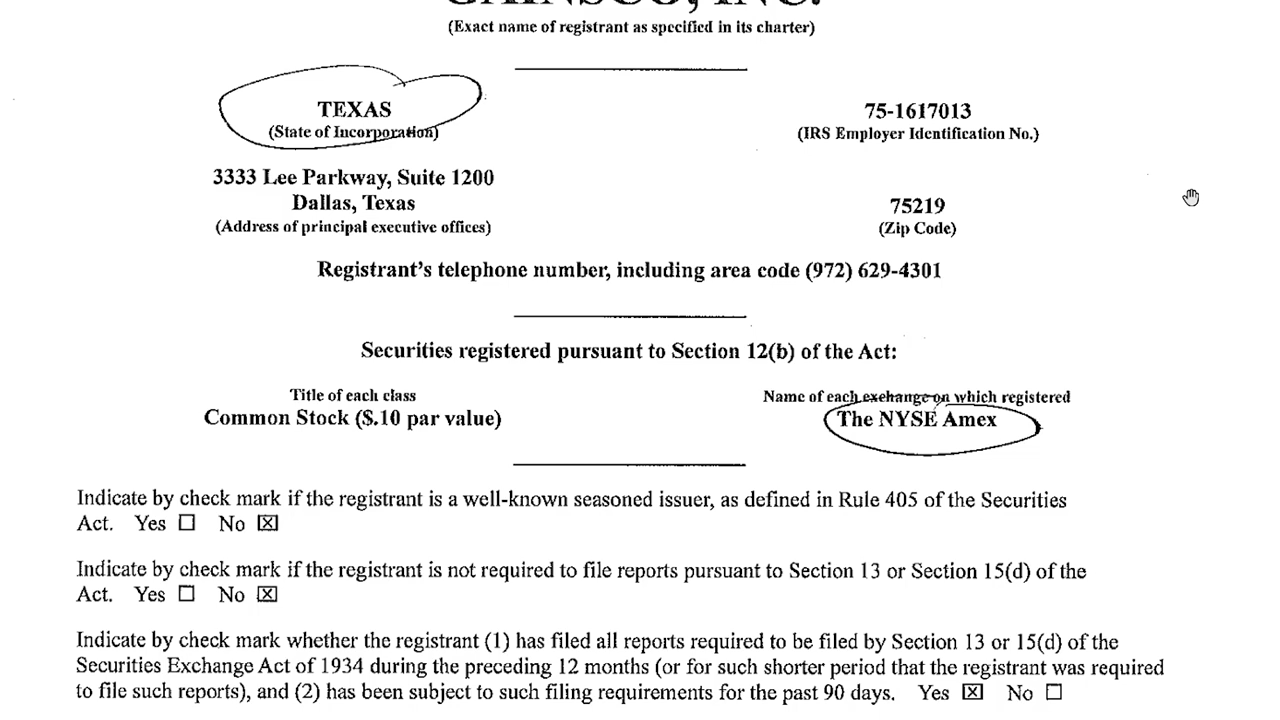 GAINSCO, INC.
(Exact name of registrant as specified in its charter)
TEXAS
(State of Incorporation)
75-1617013
(IRS Employer Identification No.)
3333 Lee Parkway, Suite 1200
Dallas, Texas
(Address of principal executive offices)
75219
(Zip Code)
Registrant's telephone number, including area code (972) 629-4301
Securities registered pursuant to Section 12(b) of the Act:
Title of each class
Common Stock ($.10 par value)
Name of each exchange on which registered
The NYSE Amex
Indicate by check mark if the registrant is a well-known seasoned issuer, as defined in Rule 405 of the Securities
Act. Yes ☐ No ☒
Indicate by check mark if the registrant is not required to file reports pursuant to Section 13 or Section 15(d) of the
Act. Yes ☐ No ☒
Indicate by check mark whether the registrant (1) has filed all reports required to be filed by Section 13 or 15(d) of the
Securities Exchange Act of 1934 during the preceding 12 months (or for such shorter period that the registrant was required
to file such reports), and (2) has been subject to such filing requirements for the past 90 days. Yes ☒ No ☐